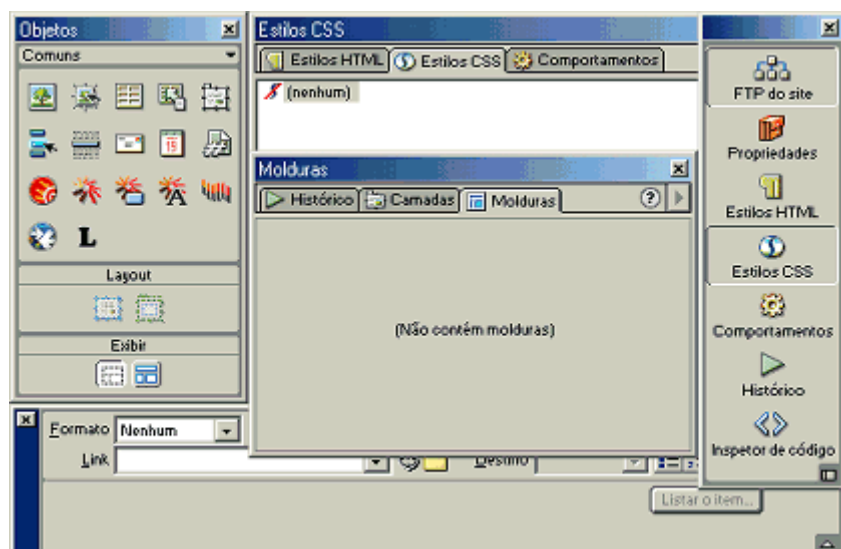 Objetos
Comuns
19
L
Layout
Exibir
Estilos CSS
Estilos HTML Estilos CSS Comportamentos
(nenhum)
Molduras
Histórico Camadas Molduras ?
(Não contém molduras)
FTP do site
Propriedades
Estilos HTML
Estilos CSS
Comportamentos
Histórico
Inspetor de código
Formato Nenhum
Link Destino
Listar o item...